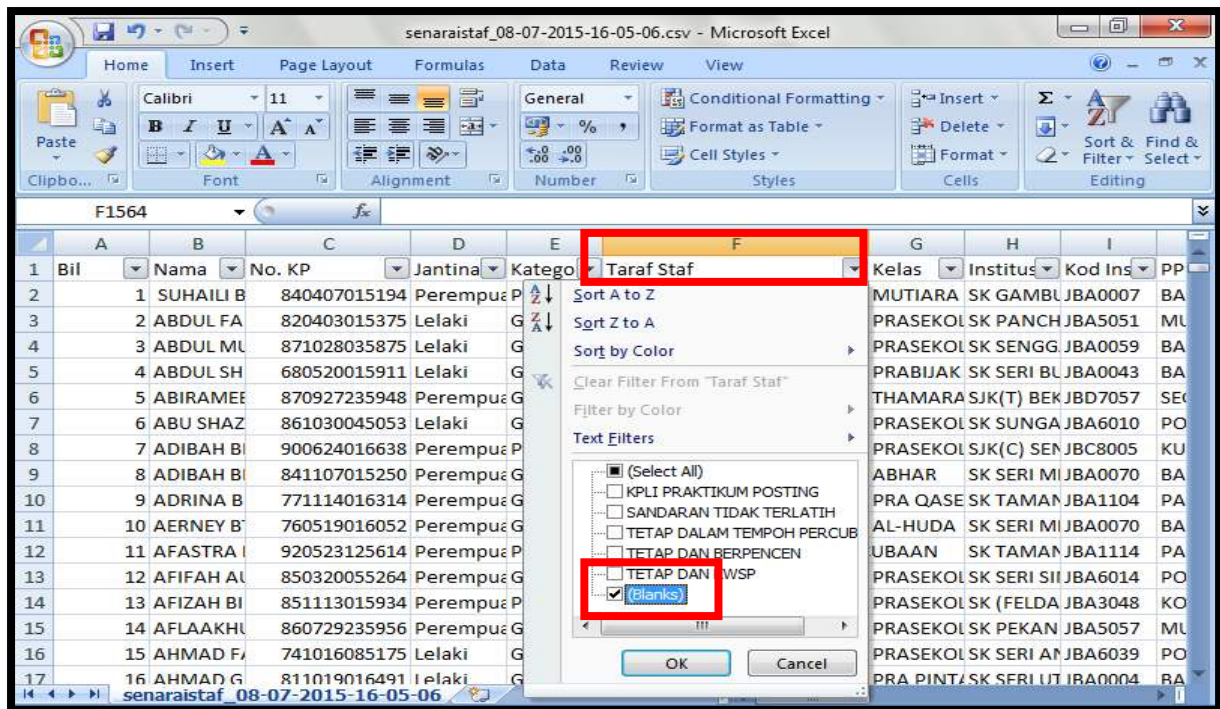 senaraistaf_08-07-2015-16-05-06.csv - Microsoft Excel
Home Insert Page Layout Formulas Data Review View
Calibri 11 General Conditional Formatting Insert Σ
Paste B I U A A % , Format as Table Delete Sort & Filter Find & Select
Cell Styles Format
Clipbo... Font Alignment Number Styles Cells Editing
F1564 fx
A B C D E F G H I
1 Bil Nama No. KP Jantina Katego Taraf Staf Kelas Institus Kod Ins PP
2 1 SUHAILI B 840407015194 Perempua P MUTIARA SK GAMBU JBA0007 BA
3 2 ABDUL FA 820403015375 Lelaki G PRASEKOL SK PANCH JBA5051 MU
4 3 ABDUL MU 871028035875 Lelaki G PRASEKOL SK SENGG. JBA0059 BA
5 4 ABDUL SH 680520015911 Lelaki G PRABIJAK SK SERI BU JBA0043 BA
6 5 ABIRAMEE 870927235948 Perempua G THAMARA SJK(T) BEK JBD7057 SE
7 6 ABU SHAZ 861030045053 Lelaki G PRASEKOL SK SUNGA JBA6010 PO
8 7 ADIBAH BI 900624016638 Perempua P PRASEKOL SJK(C) SEN JBC8005 KU
9 8 ADIBAH BI 841107015250 Perempua G ABHAR SK SERI MI JBA0070 BA
10 9 ADRINA B 771114016314 Perempua G PRA QASE SK TAMAN JBA1104 PA
11 10 AERNEY B 760519016052 Perempua G AL-HUDA SK SERI MI JBA0070 BA
12 11 AFASTRA 920523125614 Perempua P UBAAN SK TAMAN JBA1114 PA
13 12 AFIFAH AL 850320055264 Perempua G PRASEKOL SK SERI SI JBA6014 PO
14 13 AFIZAH BI 851113015934 Perempua P PRASEKOL SK (FELDA JBA3048 KO
15 14 AFLAAKHU 860729235956 Perempua G PRASEKOL SK PEKAN JBA5057 MU
16 15 AHMAD FA 741016085175 Lelaki G PRASEKOL SK SERI AN JBA6039 PO
17 16 AHMAD G 811019016491 Lelaki G PRA PINTA SK SERI UT JBA0004 BA
Sort A to Z
Sort Z to A
Sort by Color
Clear Filter From "Taraf Staf"
Filter by Color
Text Filters
(Select All)
KPLI PRAKTIKUM POSTING
SANDARAN TIDAK TERLATIH
TETAP DALAM TEMPOH PERCUB
TETAP DAN BERPENCEN
TETAP DAN KWSP
(Blanks)
OK Cancel
senaraistaf_08-07-2015-16-05-06